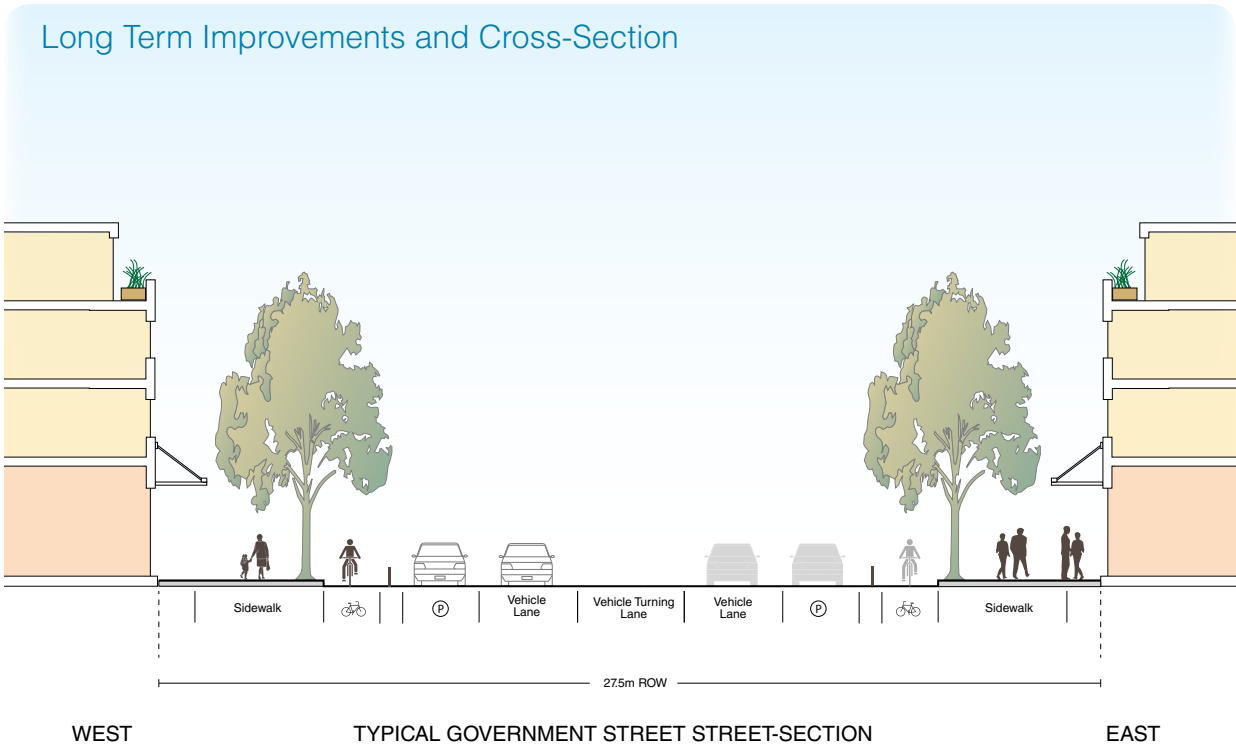 Long Term Improvements and Cross-Section
Sidewalk
P
Vehicle
Lane
Vehicle Turning
Lane
Vehicle
Lane
P
Sidewalk
27.5m ROW
WEST
TYPICAL GOVERNMENT STREET STREET-SECTION
EAST